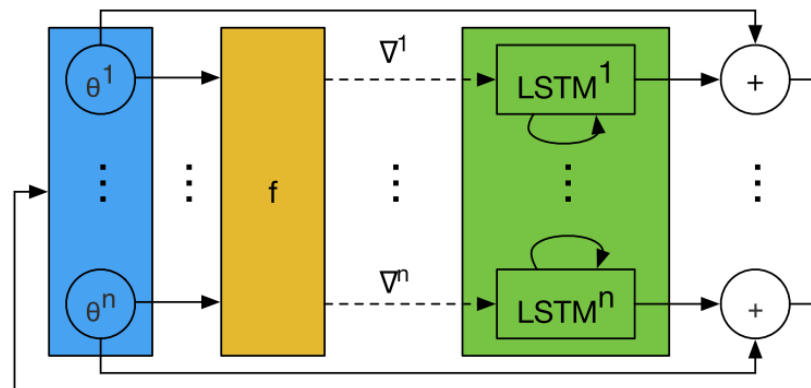 θ¹ f ∇¹ LSTM¹ +
⋮ ⋮ ⋮ ⋮ ⋮
θⁿ ∇ⁿ LSTMⁿ +